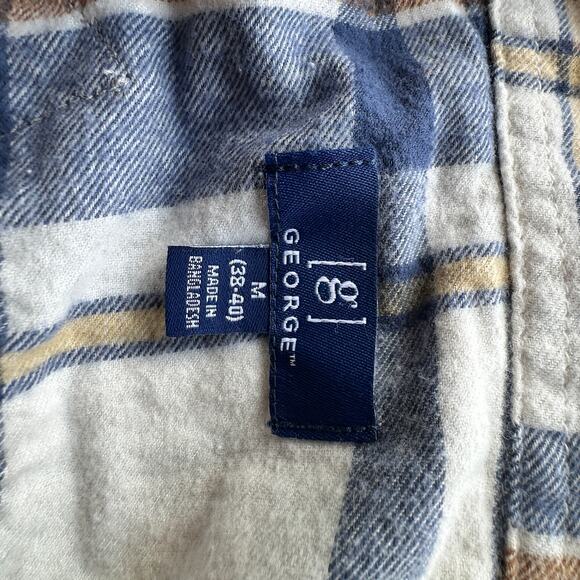 [g]
GEORGE™
M
(38-40)
MADE IN
BANGLADESH